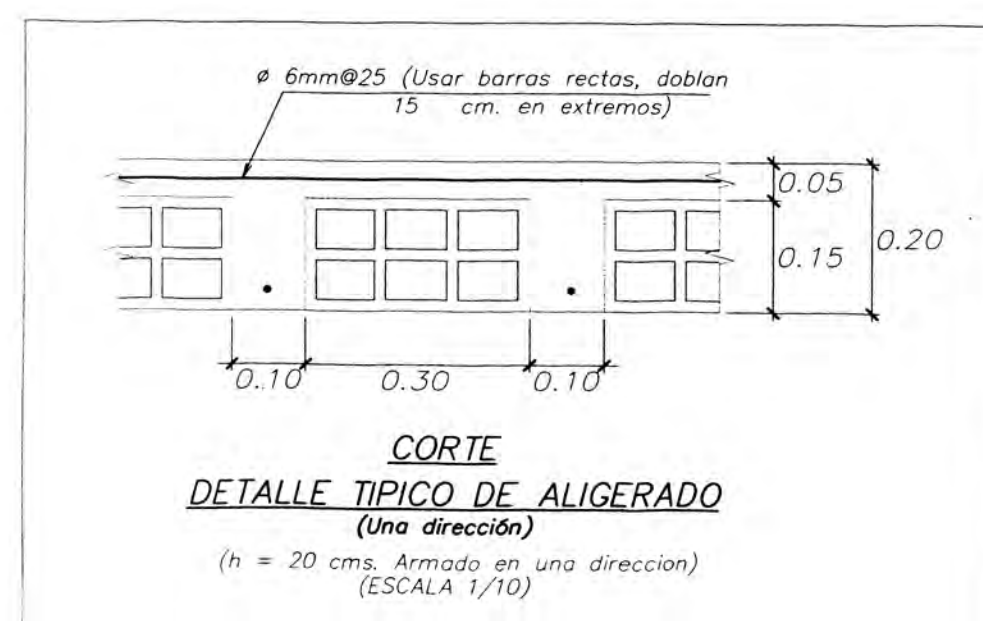 ø 6mm@25 (Usar barras rectas, doblan
15 cm. en extremos)
0.05
0.15
0.20
0.10
0.30
0.10
CORTE
DETALLE TIPICO DE ALIGERADO
(Una dirección)
(h = 20 cms. Armado en una direccion)
(ESCALA 1/10)